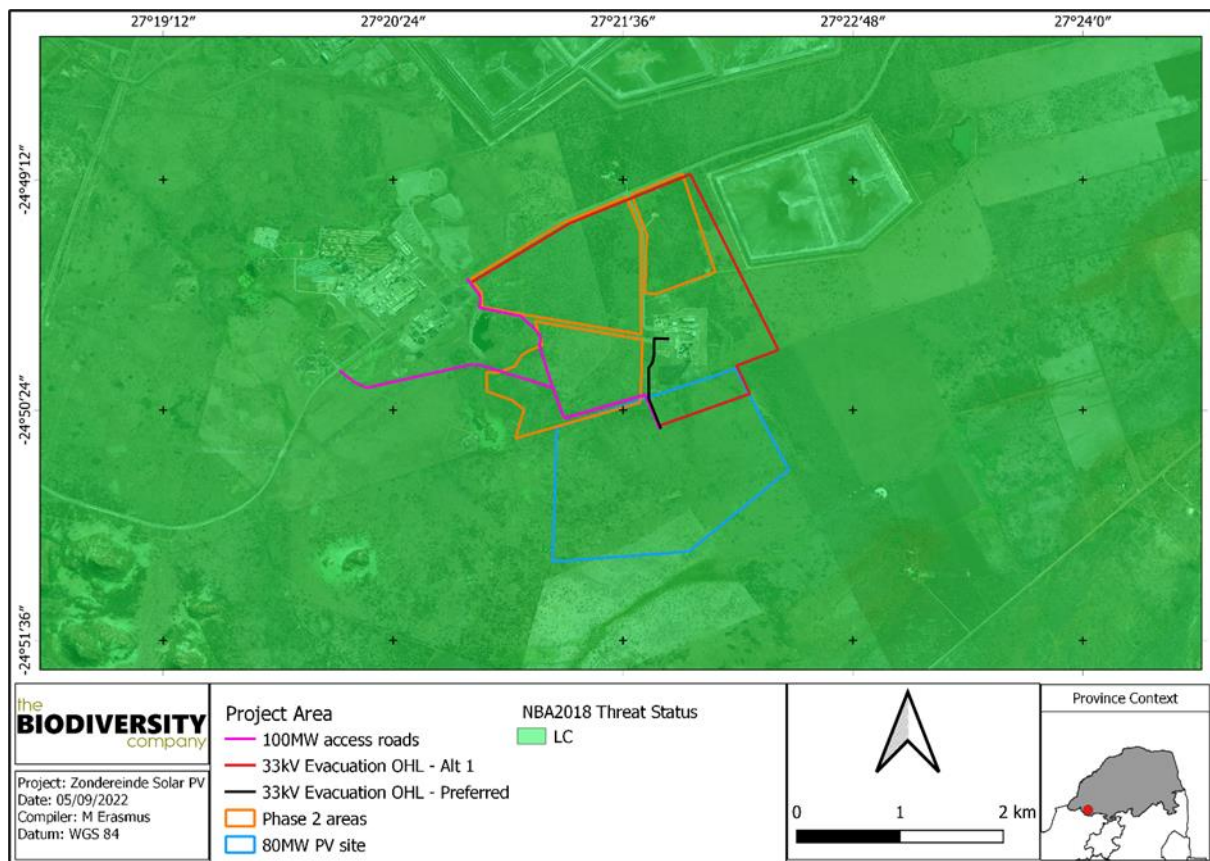 27°19′12″ 27°20′24″ 27°21′36″ 27°22′48″ 27°24′0″
-24°49′12″
-24°50′24″
-24°51′36″
the
BIODIVERSITY
company
Project: Zondereinde Solar PV
Date: 05/09/2022
Compiler: M Erasmus
Datum: WGS 84
Project Area
100MW access roads
33kV Evacuation OHL - Alt 1
33kV Evacuation OHL - Preferred
Phase 2 areas
80MW PV site
NBA2018 Threat Status
LC
0 1 2 km
Province Context